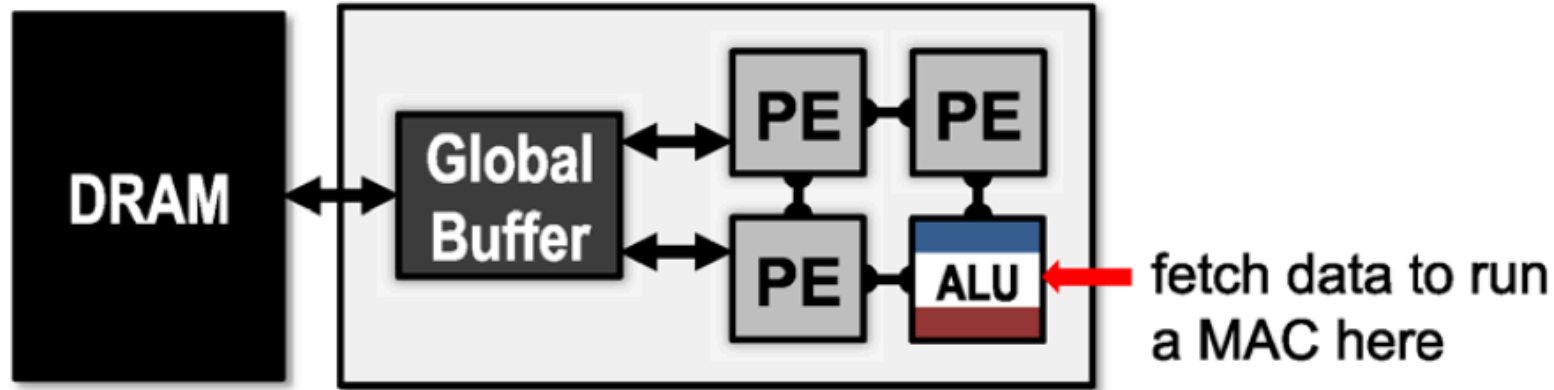 DRAM
Global
Buffer
PE
PE
PE
ALU
fetch data to run
a MAC here